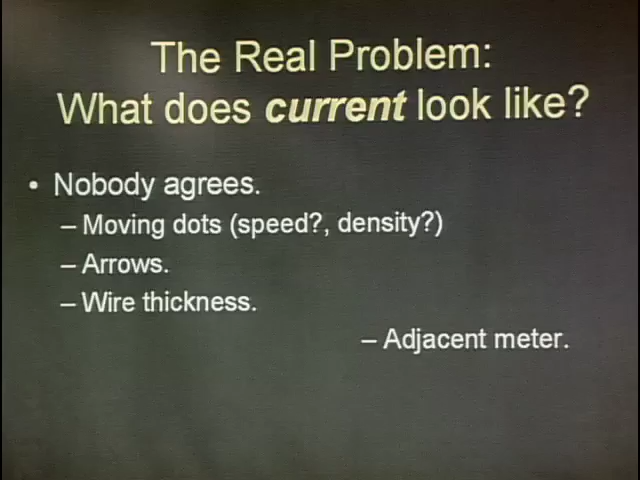 The Real Problem:
What does current look like?
• Nobody agrees.
– Moving dots (speed?, density?)
– Arrows.
– Wire thickness.
– Adjacent meter.